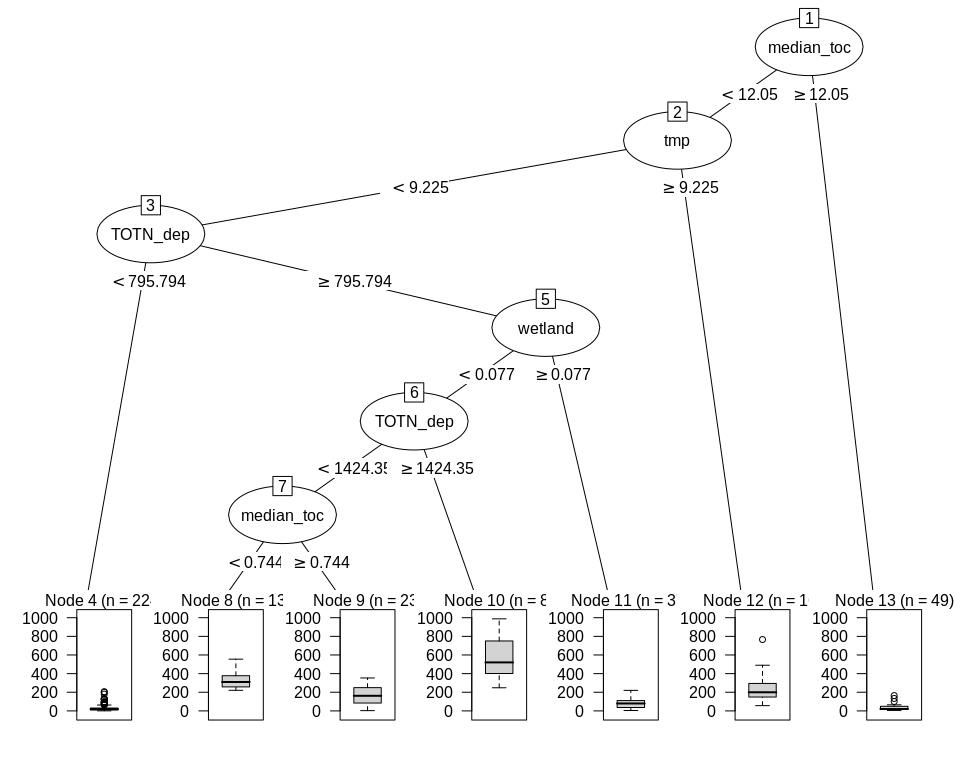 1
median_toc
< 12.05 ≥ 12.05
2
tmp
< 9.225 ≥ 9.225
3
TOTN_dep
< 795.794 ≥ 795.794
5
wetland
< 0.077 ≥ 0.077
6
TOTN_dep
< 1424.35 ≥ 1424.35
7
median_toc
< 0.744 ≥ 0.744
Node 4 (n = 22 Node 8 (n = 13 Node 9 (n = 23 Node 10 (n = 8 Node 11 (n = 3 Node 12 (n = 1 Node 13 (n = 49)
1000 1000 1000 1000 1000 1000 1000
800 800 800 800 800 800 800
600 600 600 600 600 600 600
400 400 400 400 400 400 400
200 200 200 200 200 200 200
0 0 0 0 0 0 0